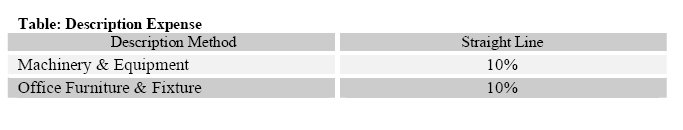 Table: Description Expense
Description Method Straight Line
Machinery & Equipment 10%
Office Furniture & Fixture 10%